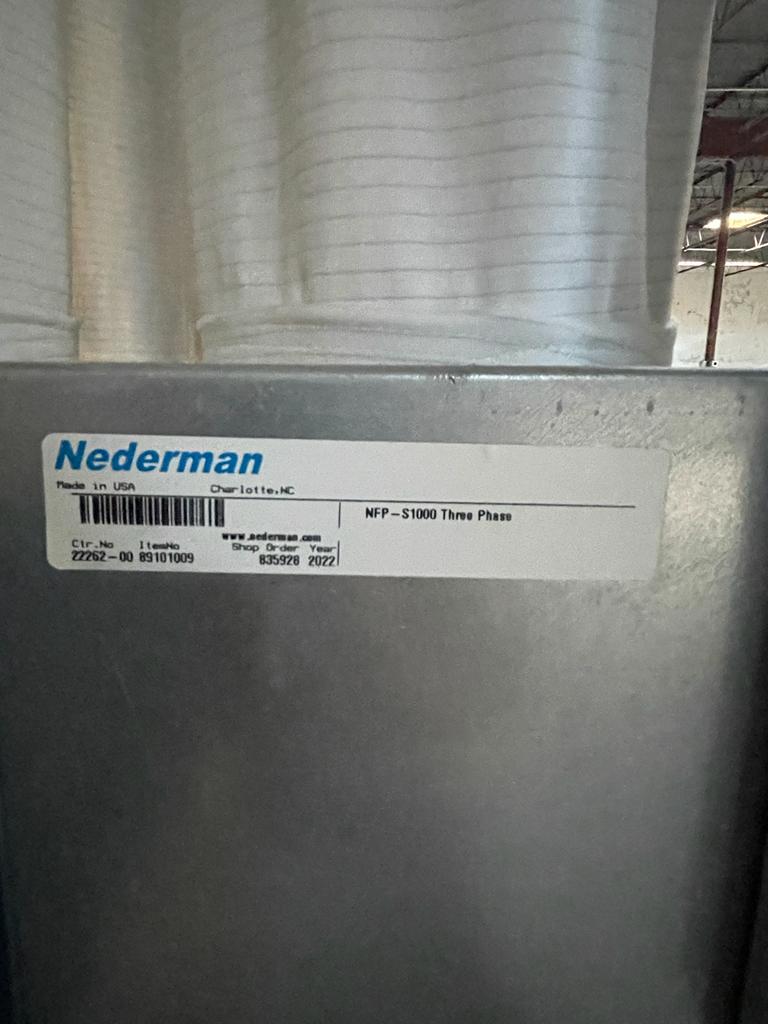 Nederman
Made in USA Charlotte,NC
NFP-S1000 Three Phase
www.nederman.com
Ctr.No ItemNo Shop Order Year
22262-00 89101009 835928 2022